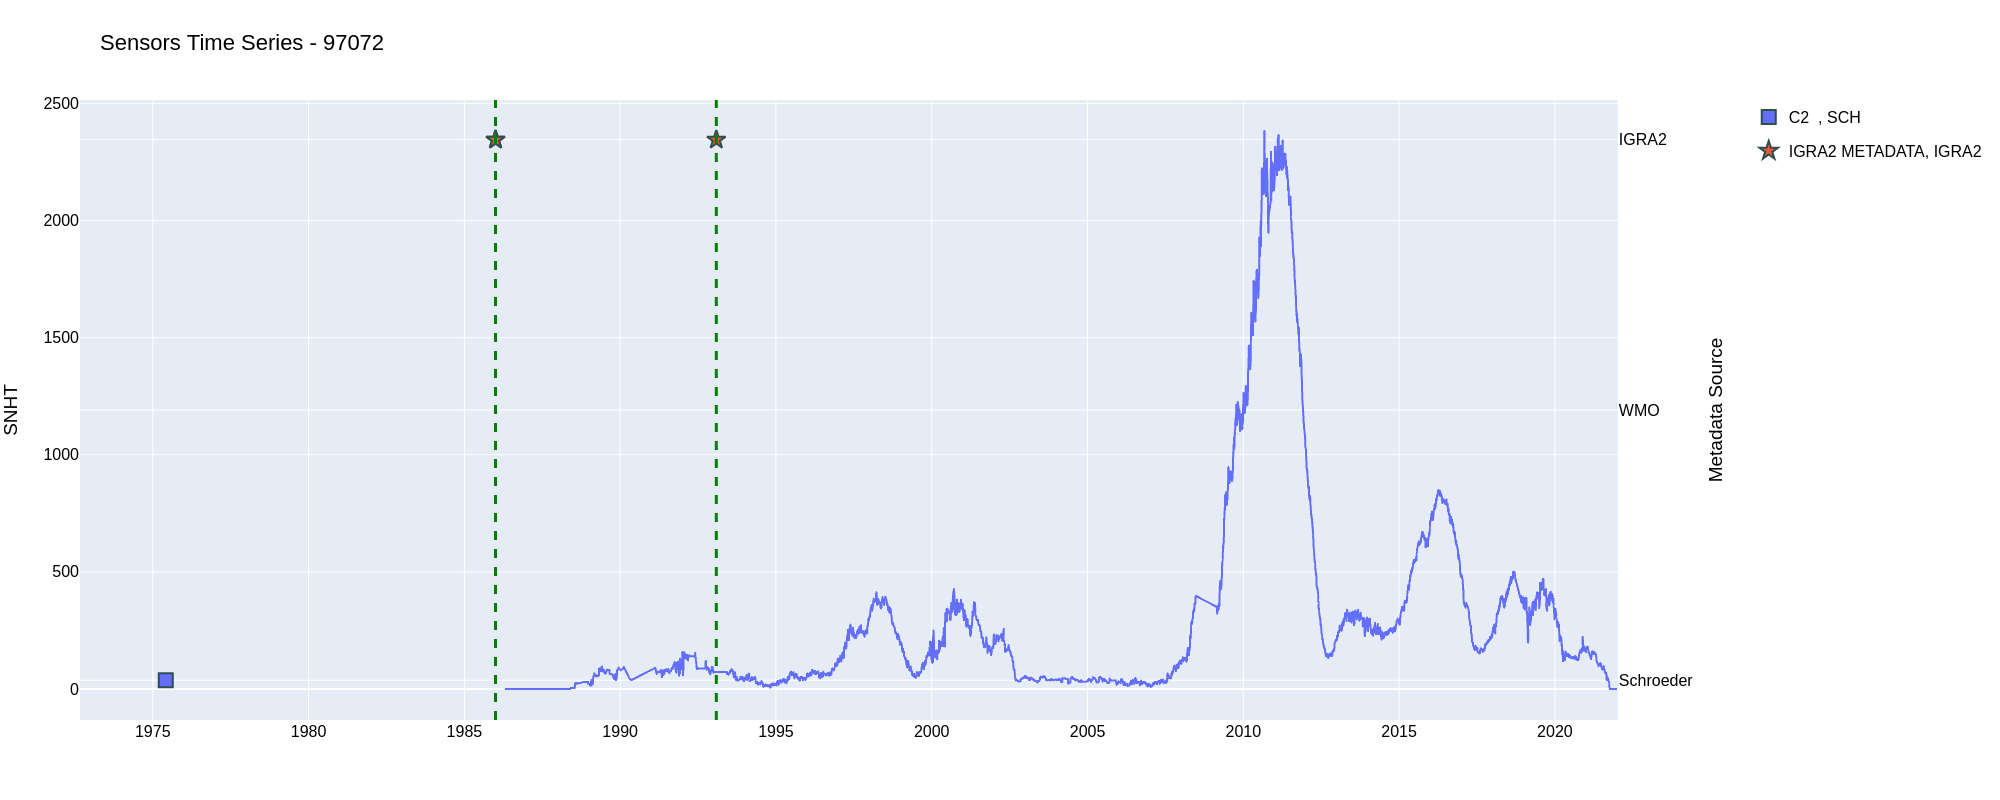 Sensors Time Series - 97072
2500
2000
1500
1000
500
0
SNHT
1975
1980
1985
1990
1995
2000
2005
2010
2015
2020
IGRA2
WMO
Schroeder
Metadata Source
C2  , SCH
IGRA2 METADATA, IGRA2